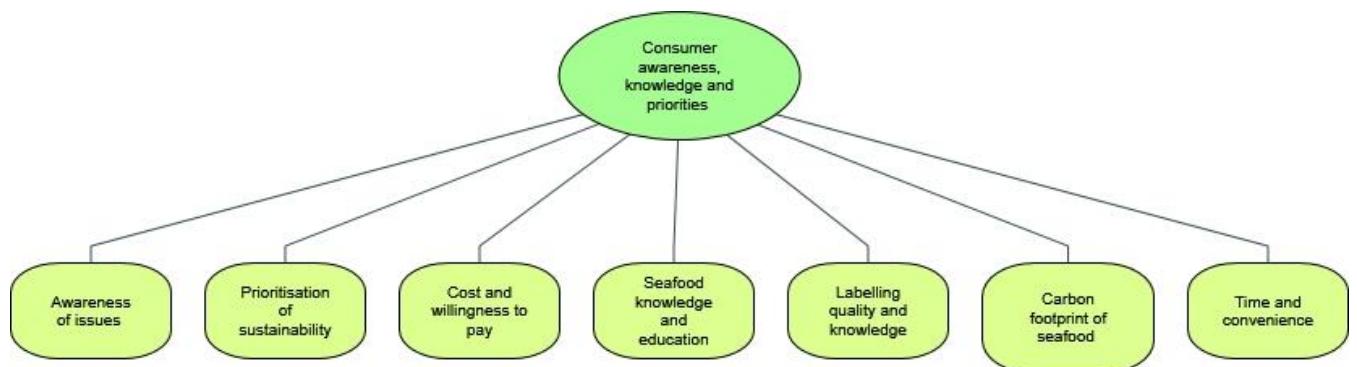 Consumer
awareness,
knowledge and
priorities
Awareness
of issues
Prioritisation
of
sustainability
Cost and
willingness to
pay
Seafood
knowledge
and
education
Labelling
quality and
knowledge
Carbon
footprint of
seafood
Time and
convenience